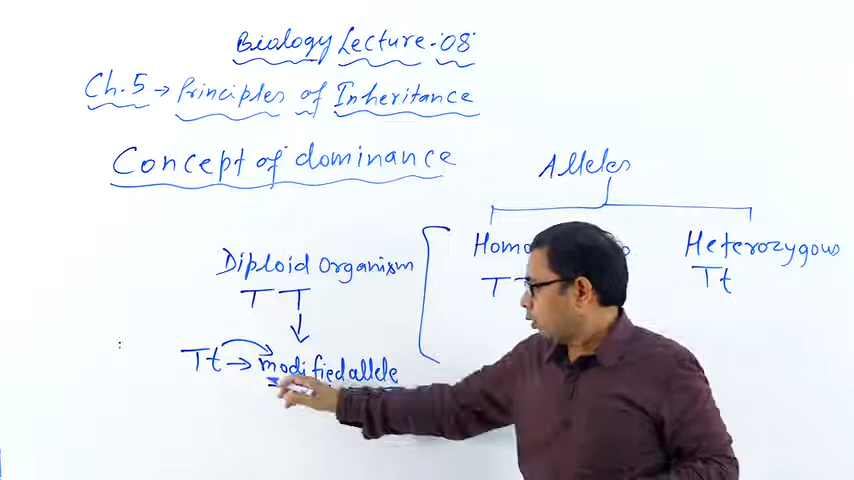 Biology Lecture-08
Ch.5 → Principles of Inheritance
Concept of dominance
Alleles
Heterozygous
Tt
Diploid Organism
T T
Tt → modified allele